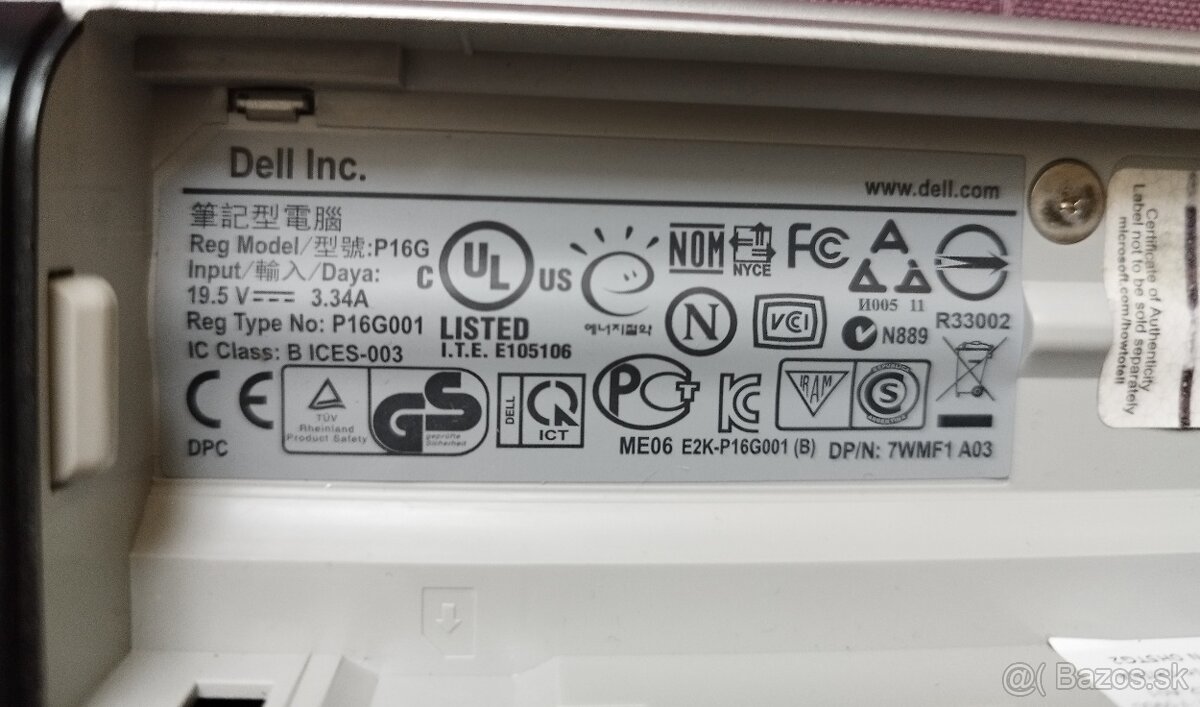 Dell Inc.
www.dell.com
筆記型電腦
Reg Model/型號:P16G
Input/輸入/Daya:
19.5 V 3.34A
Reg Type No: P16G001
IC Class: B ICES-003
C UL US
LISTED
I.T.E. E105106
에너지절약
NOM
NYCE
FC
И005 11
N
VCI
N889
R33002
CE
DPC
TÜV
Rheinland
Product Safety
GS
geprüfte
Sicherheit
DELL
ICT
PCT
ME06
KC
E2K-P16G001 (B)
IRAM
S
REPUBLICA
ARGENTINA
DP/N: 7WMF1 A03
Certificate of Authenticity
Label not to be sold separately
microsoft.com/howtotell
@( Bazos.sk